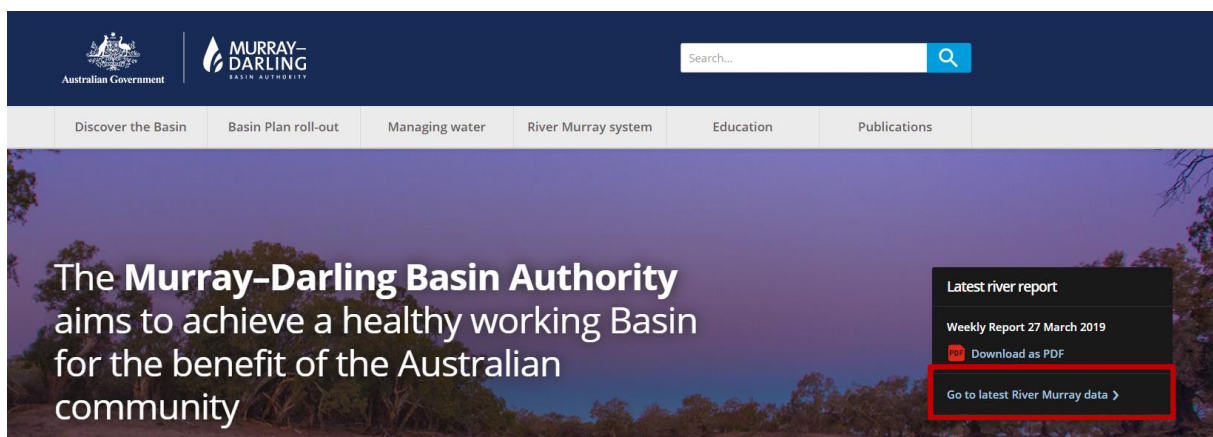 Australian Government
MURRAY–
DARLING
BASIN AUTHORITY
Search...
Discover the Basin
Basin Plan roll-out
Managing water
River Murray system
Education
Publications
The Murray–Darling Basin Authority
aims to achieve a healthy working Basin
for the benefit of the Australian
community
Latest river report
Weekly Report 27 March 2019
PDF Download as PDF
Go to latest River Murray data ❯